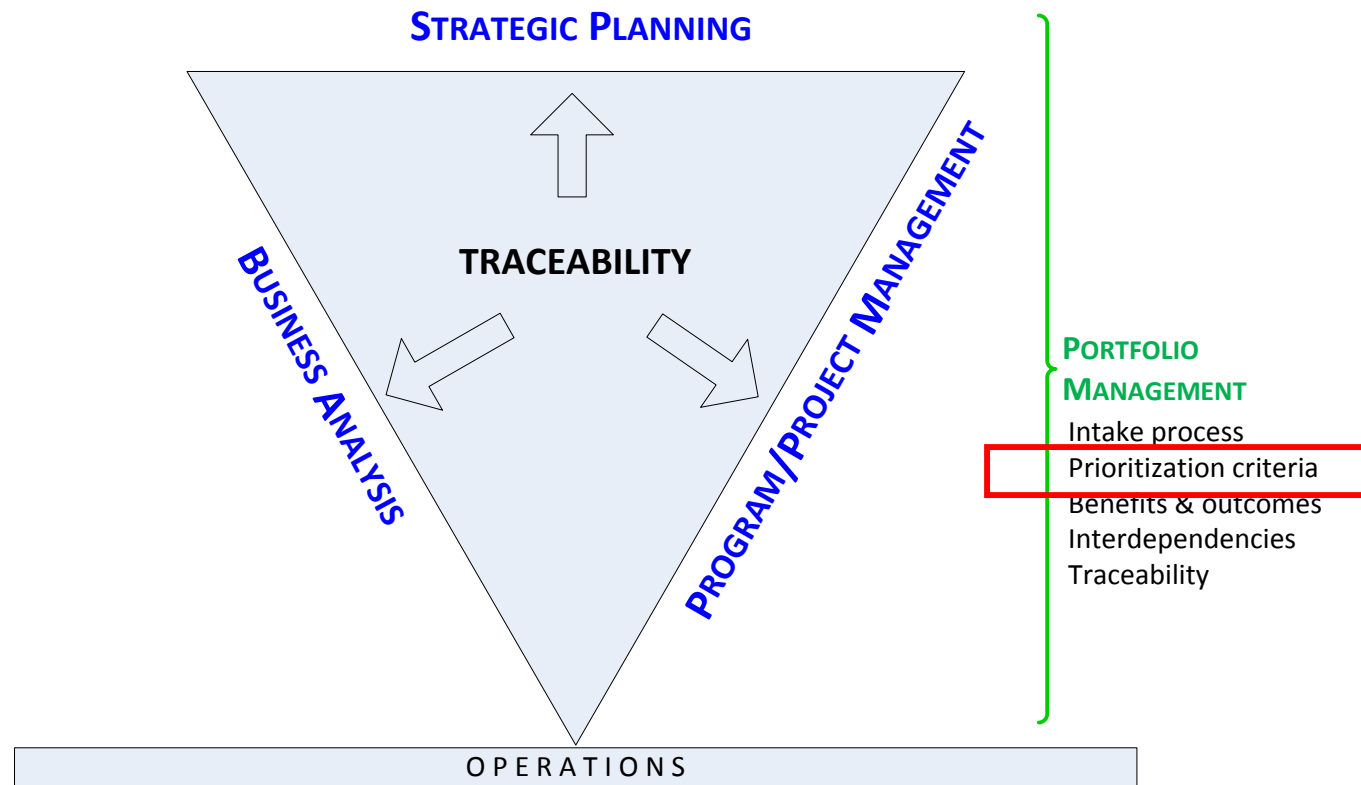 STRATEGIC PLANNING
TRACEABILITY
BUSINESS ANALYSIS
PROGRAM/PROJECT MANAGEMENT
PORTFOLIO
MANAGEMENT
Intake process
Prioritization criteria
Benefits & outcomes
Interdependencies
Traceability
OPERATIONS